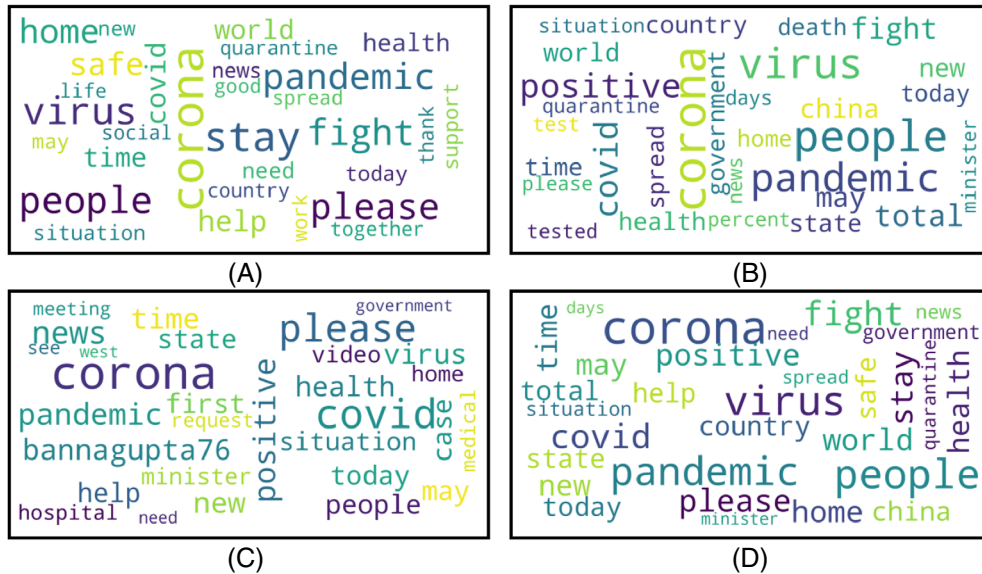 home new world health
safe covid quarantine
corona
news pandemic
life good spread
virus social stay fight thank support
may time need today
people country please
situation help work together
(A)
situation country death fight
world virus new
positive corona government days today
quarantine china
test covid spread home people minister
time news pandemic
please may
health percent state total
tested
(B)
meeting time government
news state please
see west video virus
corona home
health
pandemic first positive covid case medical
request
bannagupta76 situation
minister today
help new people may
hospital need
(C)
days fight news
time corona need government
positive stay quarantine health
may spread safe
total help virus
situation country
covid world
state pandemic people
new please
today minister home china
(D)